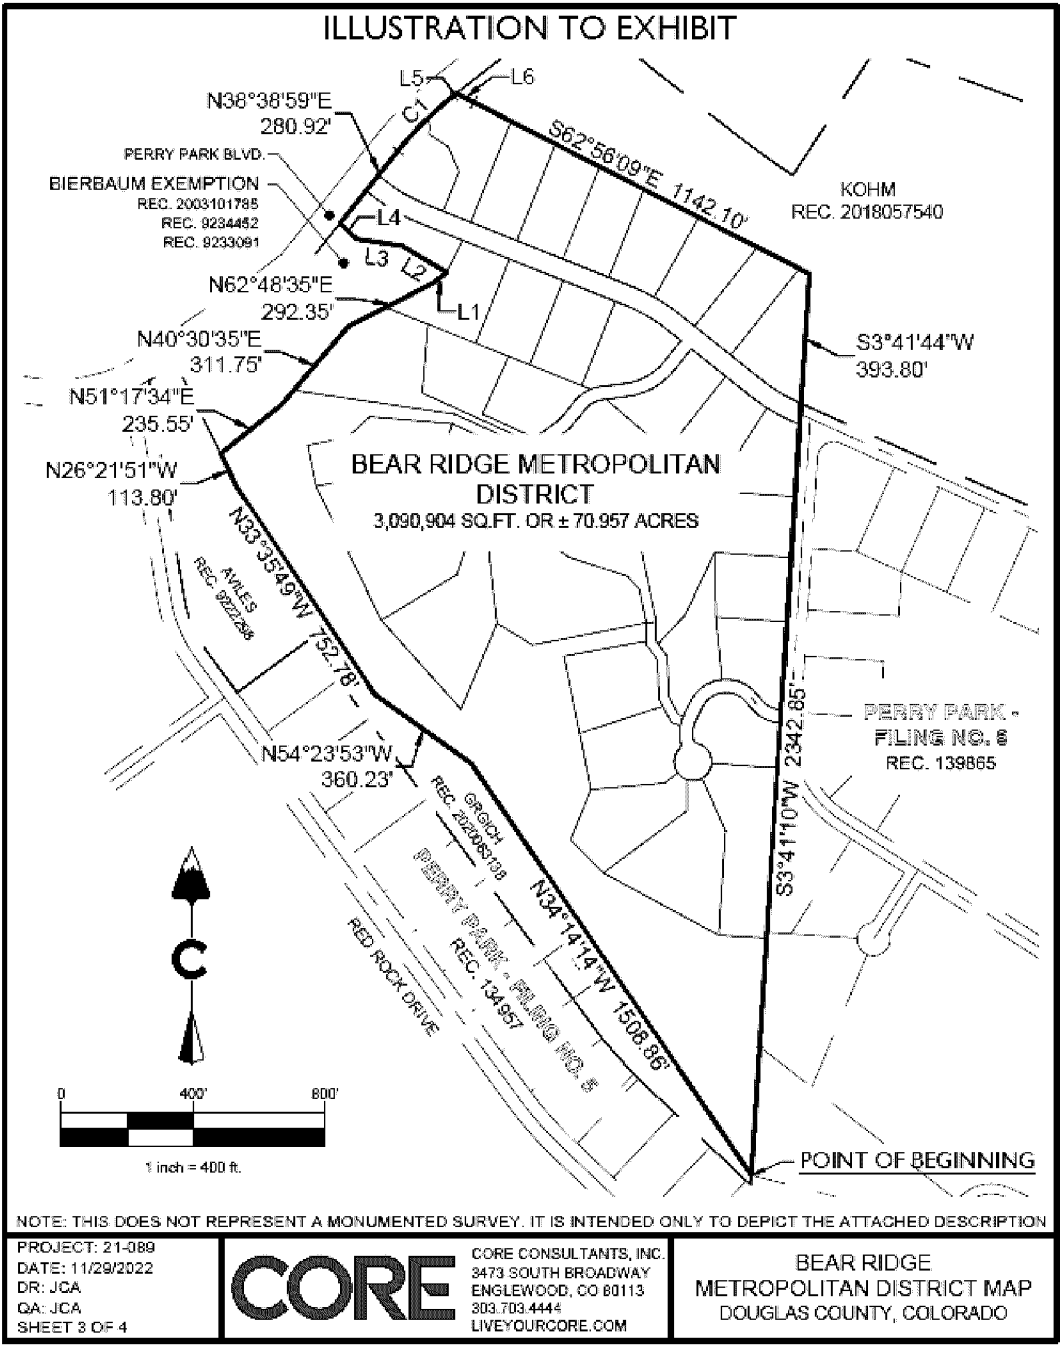 ILLUSTRATION TO EXHIBIT
L5
L6
N38°38'59"E
280.92'
C1
PERRY PARK BLVD.
BIERBAUM EXEMPTION
REC. 2003101785
REC. 9234452
REC. 9233091
S62°56'09"E 1142.10'
KOHM
REC. 2018057540
L4
L3
L2
L1
N62°48'35"E
292.35'
N40°30'35"E
311.75'
S3°41'44"W
393.80'
N51°17'34"E
235.55'
N26°21'51"W
113.80'
BEAR RIDGE METROPOLITAN
DISTRICT
3,090,904 SQ.FT. OR ± 70.957 ACRES
N33°35'49"W 752.78'
AVILES
REC. 9222298
N54°23'53"W
360.23'
S3°41'10"W 2342.85'
PERRY PARK -
FILING NO. 8
REC. 139865
GRGICH
REC. 2020063138
PERRY PARK - FILING NO. 5
REC. 134957
N34°14'14"W 1508.86'
RED ROCK DRIVE
C
0 400' 800'
1 inch = 400 ft.
POINT OF BEGINNING
NOTE: THIS DOES NOT REPRESENT A MONUMENTED SURVEY. IT IS INTENDED ONLY TO DEPICT THE ATTACHED DESCRIPTION
PROJECT: 21-089
DATE: 11/29/2022
DR: JCA
QA: JCA
SHEET 3 OF 4
CORE
CORE CONSULTANTS, INC.
3473 SOUTH BROADWAY
ENGLEWOOD, CO 80113
303.703.4444
LIVEYOURCORE.COM
BEAR RIDGE
METROPOLITAN DISTRICT MAP
DOUGLAS COUNTY, COLORADO